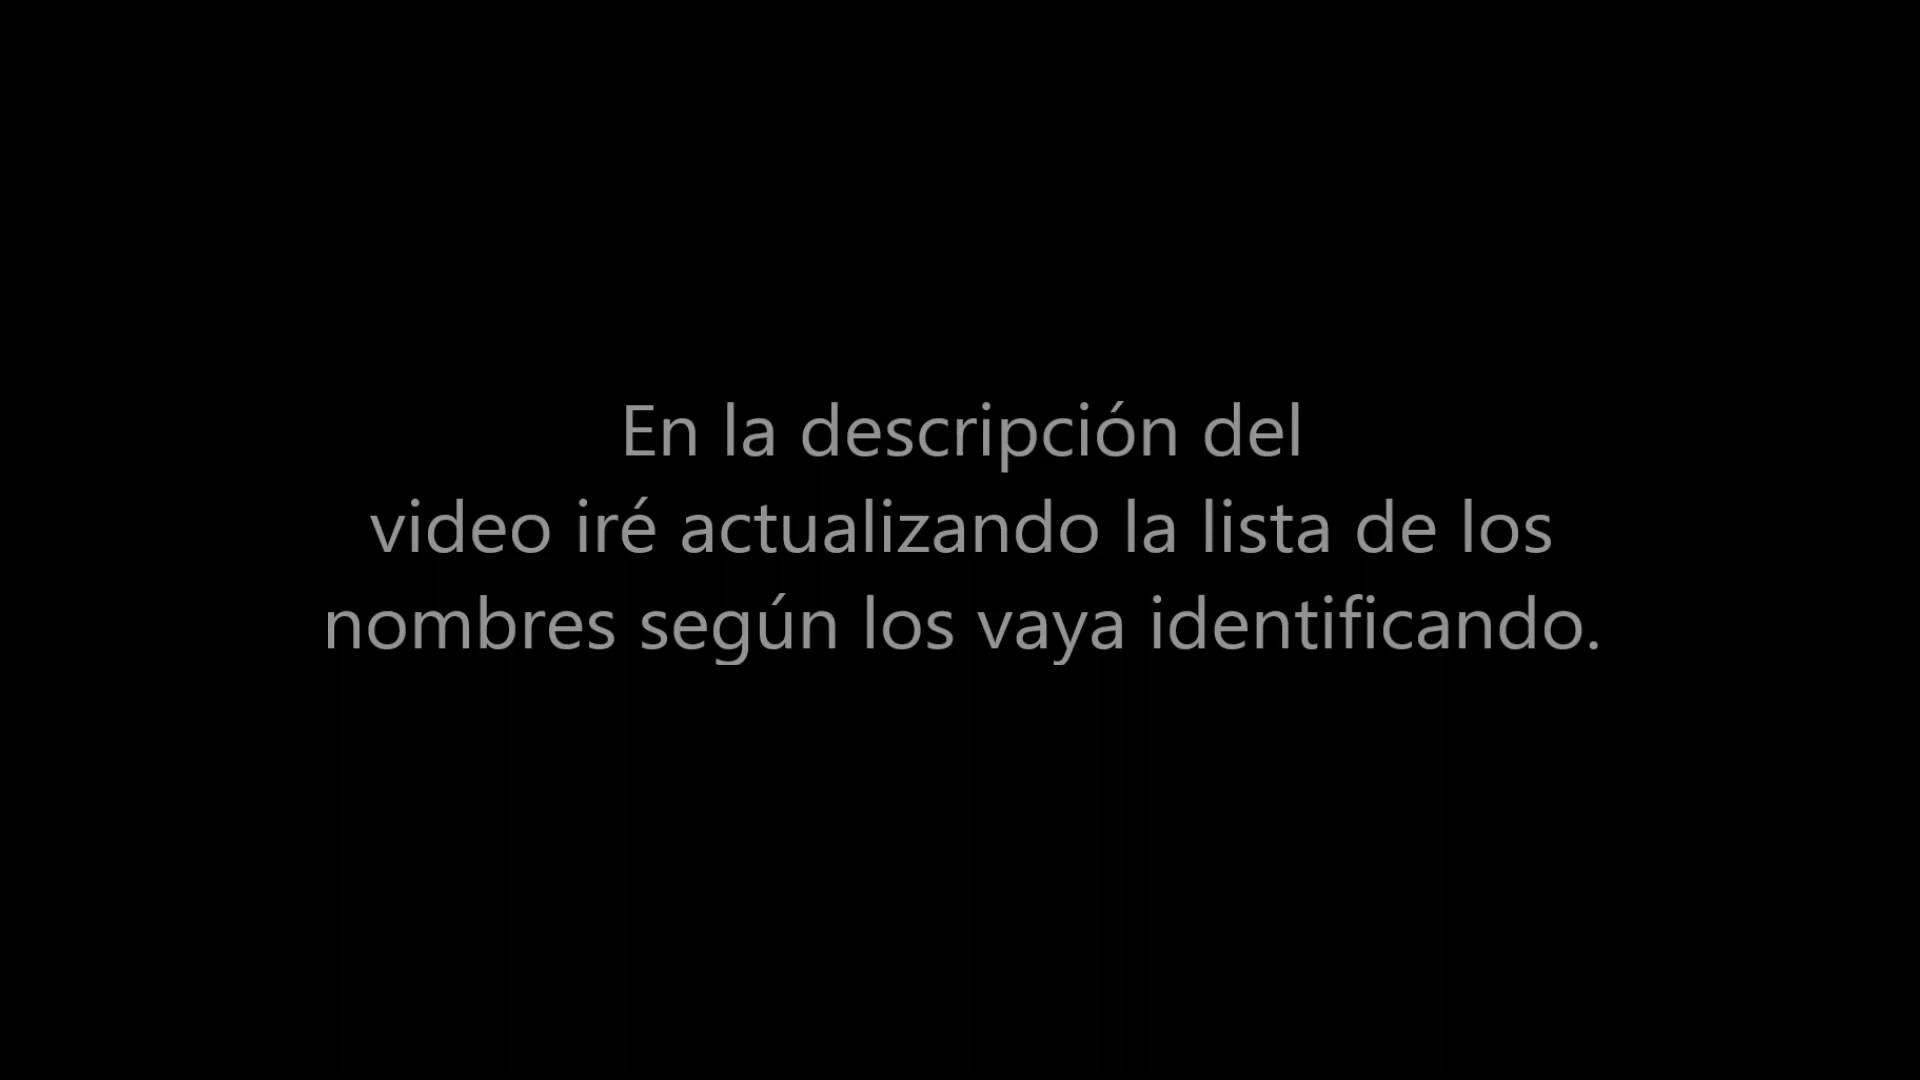 En la descripción del
video iré actualizando la lista de los
nombres según los vaya identificando.